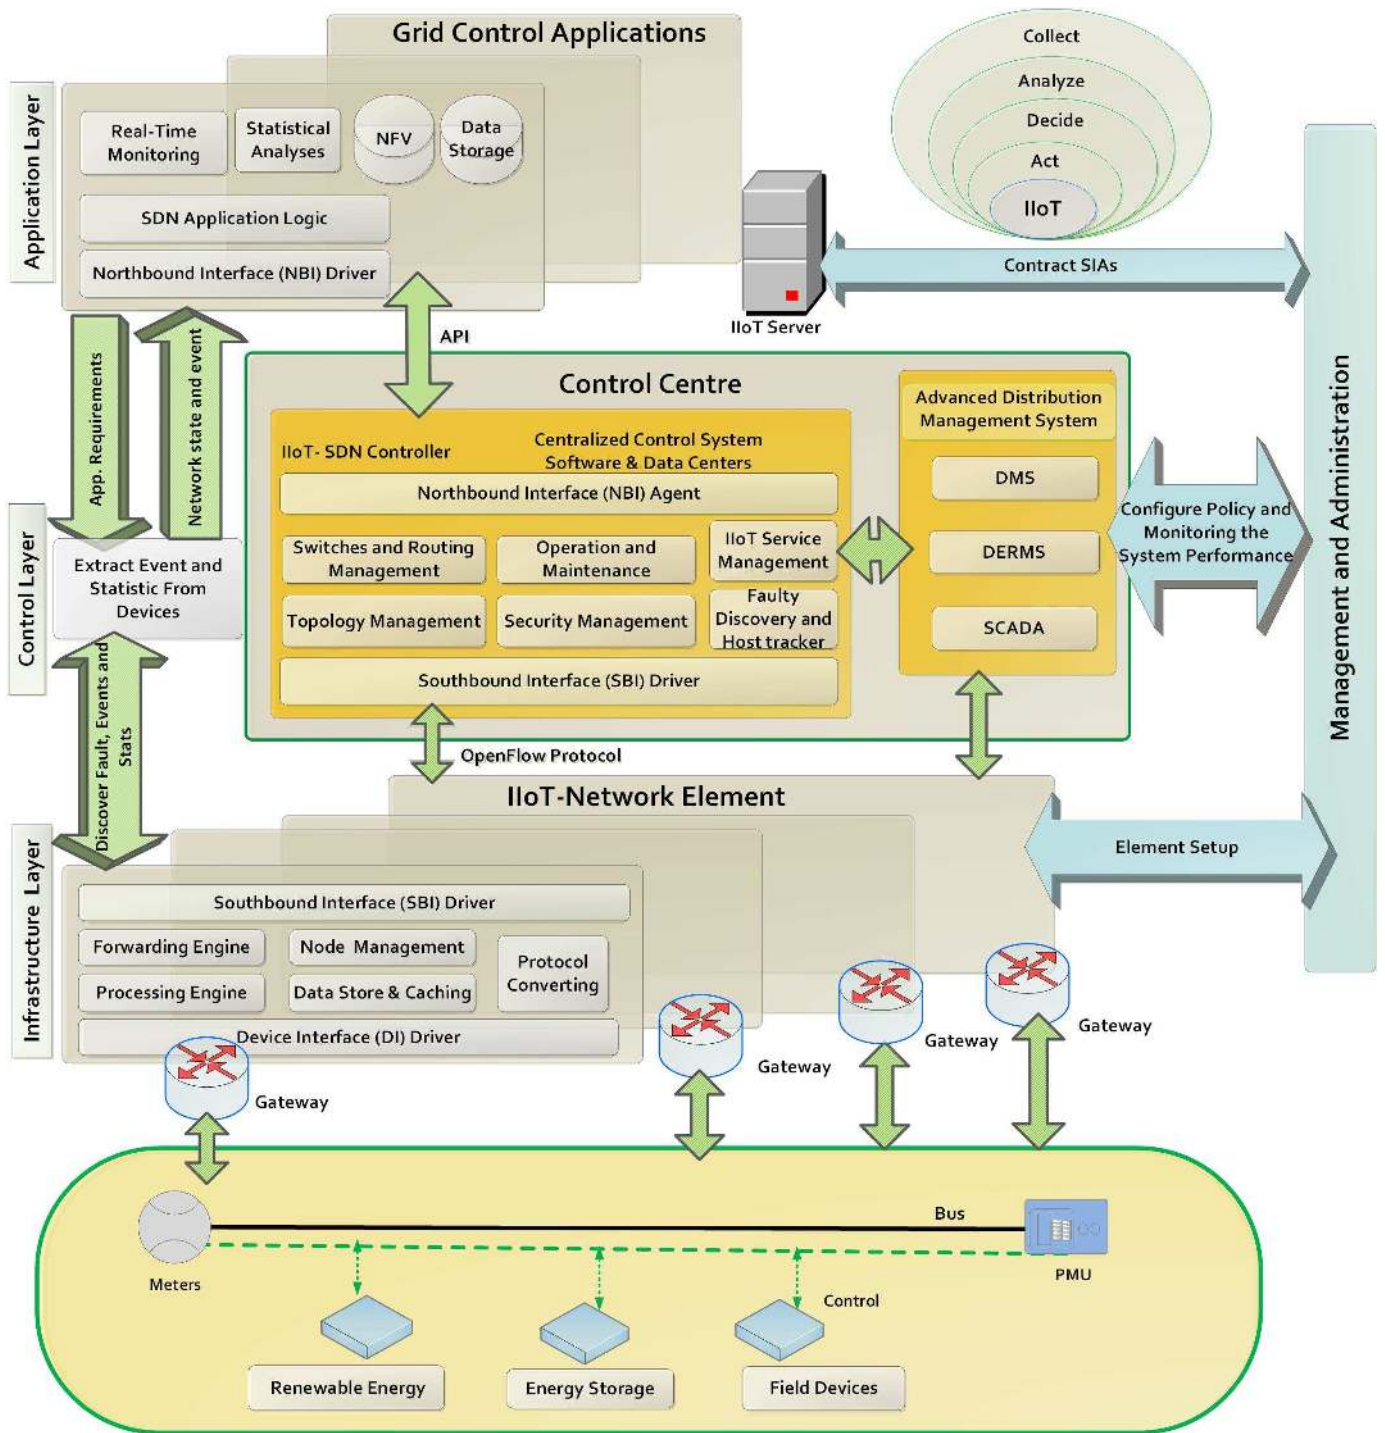 Grid Control Applications
Application Layer
Real-Time
Monitoring
Statistical
Analyses
NFV
Data
Storage
SDN Application Logic
Northbound Interface (NBI) Driver
Collect
Analyze
Decide
Act
IIoT
IIoT Server
Contract SIAs
Management and Administration
App. Requirements
Network state and event
API
Control Layer
Extract Event and
Statistic From
Devices
Control Centre
IIoT- SDN Controller
Centralized Control System
Software & Data Centers
Northbound Interface (NBI) Agent
Switches and Routing
Management
Operation and
Maintenance
IIoT Service
Management
Topology Management
Security Management
Faulty
Discovery and
Host tracker
Southbound Interface (SBI) Driver
Advanced Distribution
Management System
DMS
DERMS
SCADA
Configure Policy and
Monitoring the
System Performance
Discover Fault, Events and
Stats
OpenFlow Protocol
IIoT-Network Element
Element Setup
Infrastructure Layer
Southbound Interface (SBI) Driver
Forwarding Engine
Node Management
Protocol
Converting
Processing Engine
Data Store & Caching
Device Interface (DI) Driver
Gateway
Gateway
Gateway
Gateway
Bus
Meters
PMU
Control
Renewable Energy
Energy Storage
Field Devices